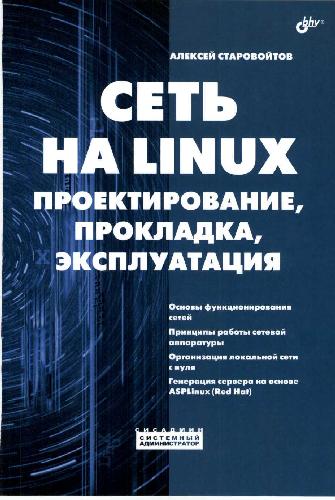 bhv®
АЛЕКСЕЙ СТАРОВОЙТОВ
СЕТЬ
НА LINUX
ПРОЕКТИРОВАНИЕ,
ПРОКЛАДКА,
ЭКСПЛУАТАЦИЯ
Основы функционирования
сетей
Принципы работы сетевой
аппаратуры
Организация локальной сети
с нуля
Генерация сервера на основе
ASPLinux (Red Hat)
СИСАДМИН
СИСТЕМНЫЙ
АДМИНИСТРАТОР